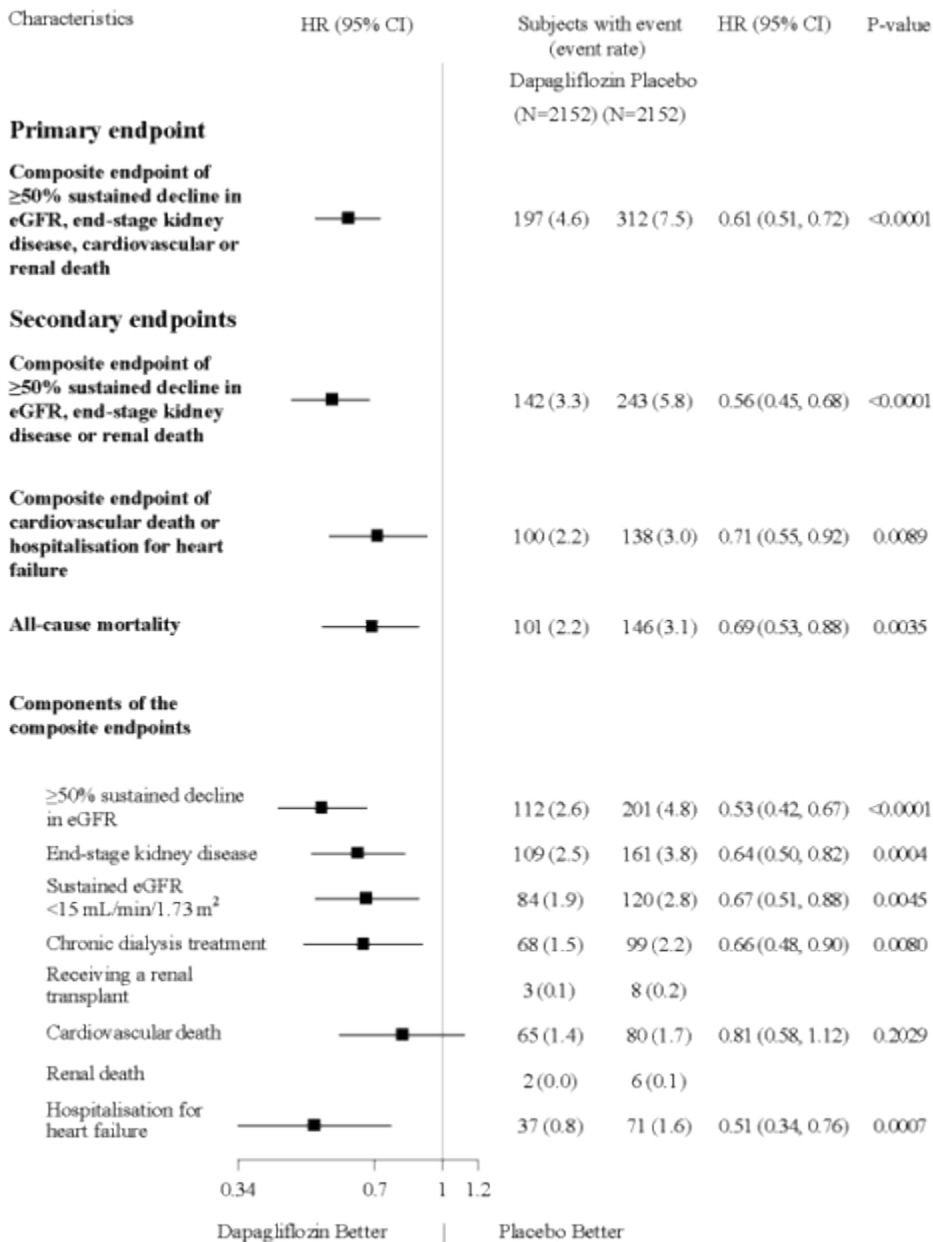 Characteristics HR (95% CI) Subjects with event HR (95% CI) P-value
(event rate)
Dapagliflozin Placebo
(N=2152) (N=2152)
Primary endpoint
Composite endpoint of
≥50% sustained decline in
eGFR, end-stage kidney 197 (4.6) 312 (7.5) 0.61 (0.51, 0.72) <0.0001
disease, cardiovascular or
renal death
Secondary endpoints
Composite endpoint of
≥50% sustained decline in
eGFR, end-stage kidney 142 (3.3) 243 (5.8) 0.56 (0.45, 0.68) <0.0001
disease or renal death
Composite endpoint of
cardiovascular death or
hospitalisation for heart 100 (2.2) 138 (3.0) 0.71 (0.55, 0.92) 0.0089
failure
All-cause mortality 101 (2.2) 146 (3.1) 0.69 (0.53, 0.88) 0.0035
Components of the
composite endpoints
≥50% sustained decline
in eGFR 112 (2.6) 201 (4.8) 0.53 (0.42, 0.67) <0.0001
End-stage kidney disease 109 (2.5) 161 (3.8) 0.64 (0.50, 0.82) 0.0004
Sustained eGFR
<15 mL/min/1.73 m² 84 (1.9) 120 (2.8) 0.67 (0.51, 0.88) 0.0045
Chronic dialysis treatment 68 (1.5) 99 (2.2) 0.66 (0.48, 0.90) 0.0080
Receiving a renal
transplant 3 (0.1) 8 (0.2)
Cardiovascular death 65 (1.4) 80 (1.7) 0.81 (0.58, 1.12) 0.2029
Renal death 2 (0.0) 6 (0.1)
Hospitalisation for
heart failure 37 (0.8) 71 (1.6) 0.51 (0.34, 0.76) 0.0007
0.34 0.7 1 1.2
Dapagliflozin Better Placebo Better